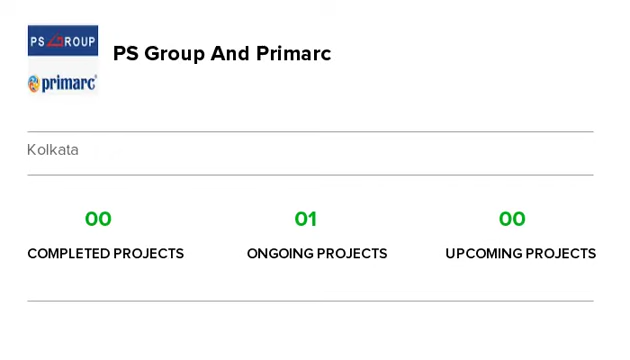 PS GROUP
primarc
PS Group And Primarc
Kolkata
00 01 00
COMPLETED PROJECTS ONGOING PROJECTS UPCOMING PROJECTS